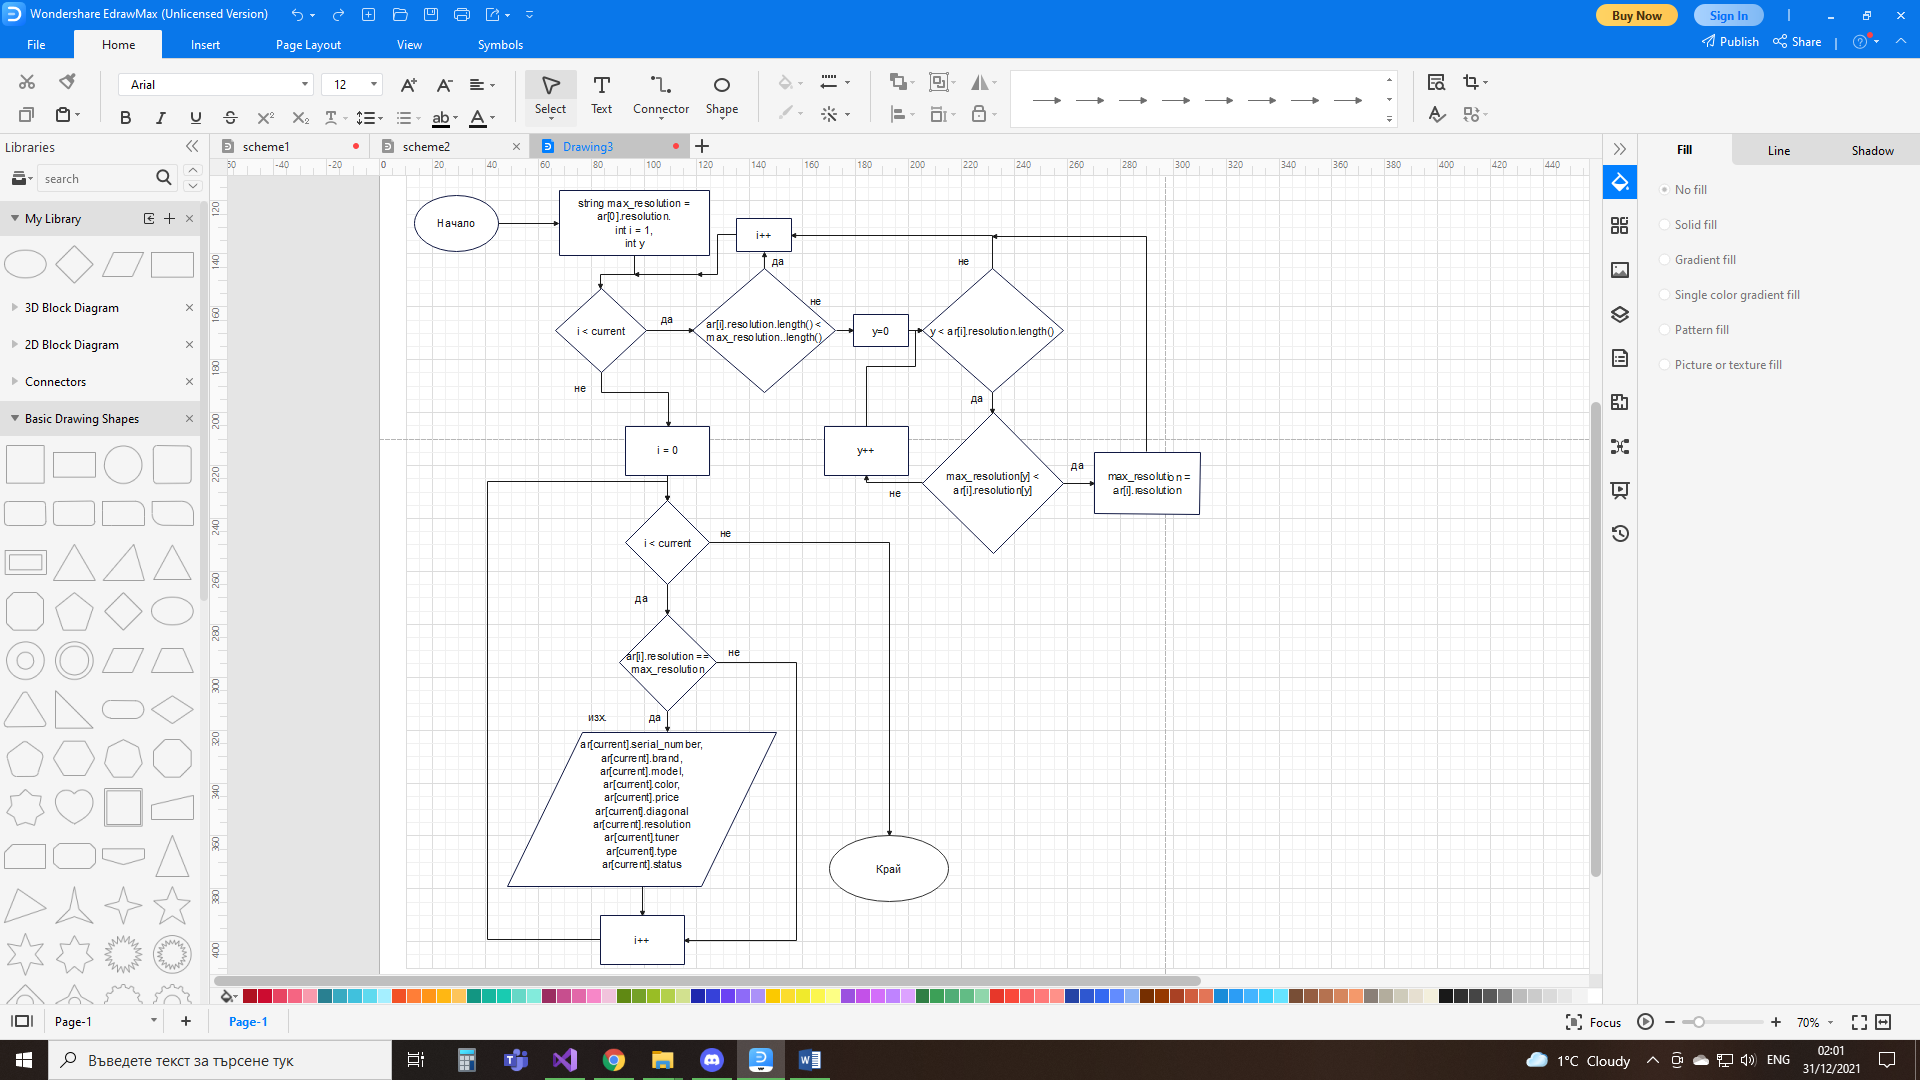 Wondershare EdrawMax (Unlicensed Version)
Buy Now
Sign In
File
Home
Insert
Page Layout
View
Symbols
Publish
Share
Arial
12
Select
Text
Connector
Shape
Libraries
scheme1
scheme2
Drawing3
search
My Library
3D Block Diagram
2D Block Diagram
Connectors
Basic Drawing Shapes
Начало
string max_resolution =
ar[0].resolution.
int i = 1,
int y
i++
да
не
не
i < current
да
ar[i].resolution.length() <
max_resolution..length()
y=0
y < ar[i].resolution.length()
не
да
i = 0
y++
max_resolution[y] <
ar[i].resolution[y]
да
не
max_resolution =
ar[i].resolution
i < current
не
да
ar[i].resolution ==
max_resolution
не
изх.
да
ar[current].serial_number,
ar[current].brand,
ar[current].model,
ar[current].color,
ar[current].price
ar[current].diagonal
ar[current].resolution
ar[current].tuner
ar[current].type
ar[current].status
i++
Край
Fill
Line
Shadow
No fill
Solid fill
Gradient fill
Single color gradient fill
Pattern fill
Picture or texture fill
Page-1
Page-1
Focus
70%
Въведете текст за търсене тук
1°C Cloudy
ENG
02:01
31/12/2021